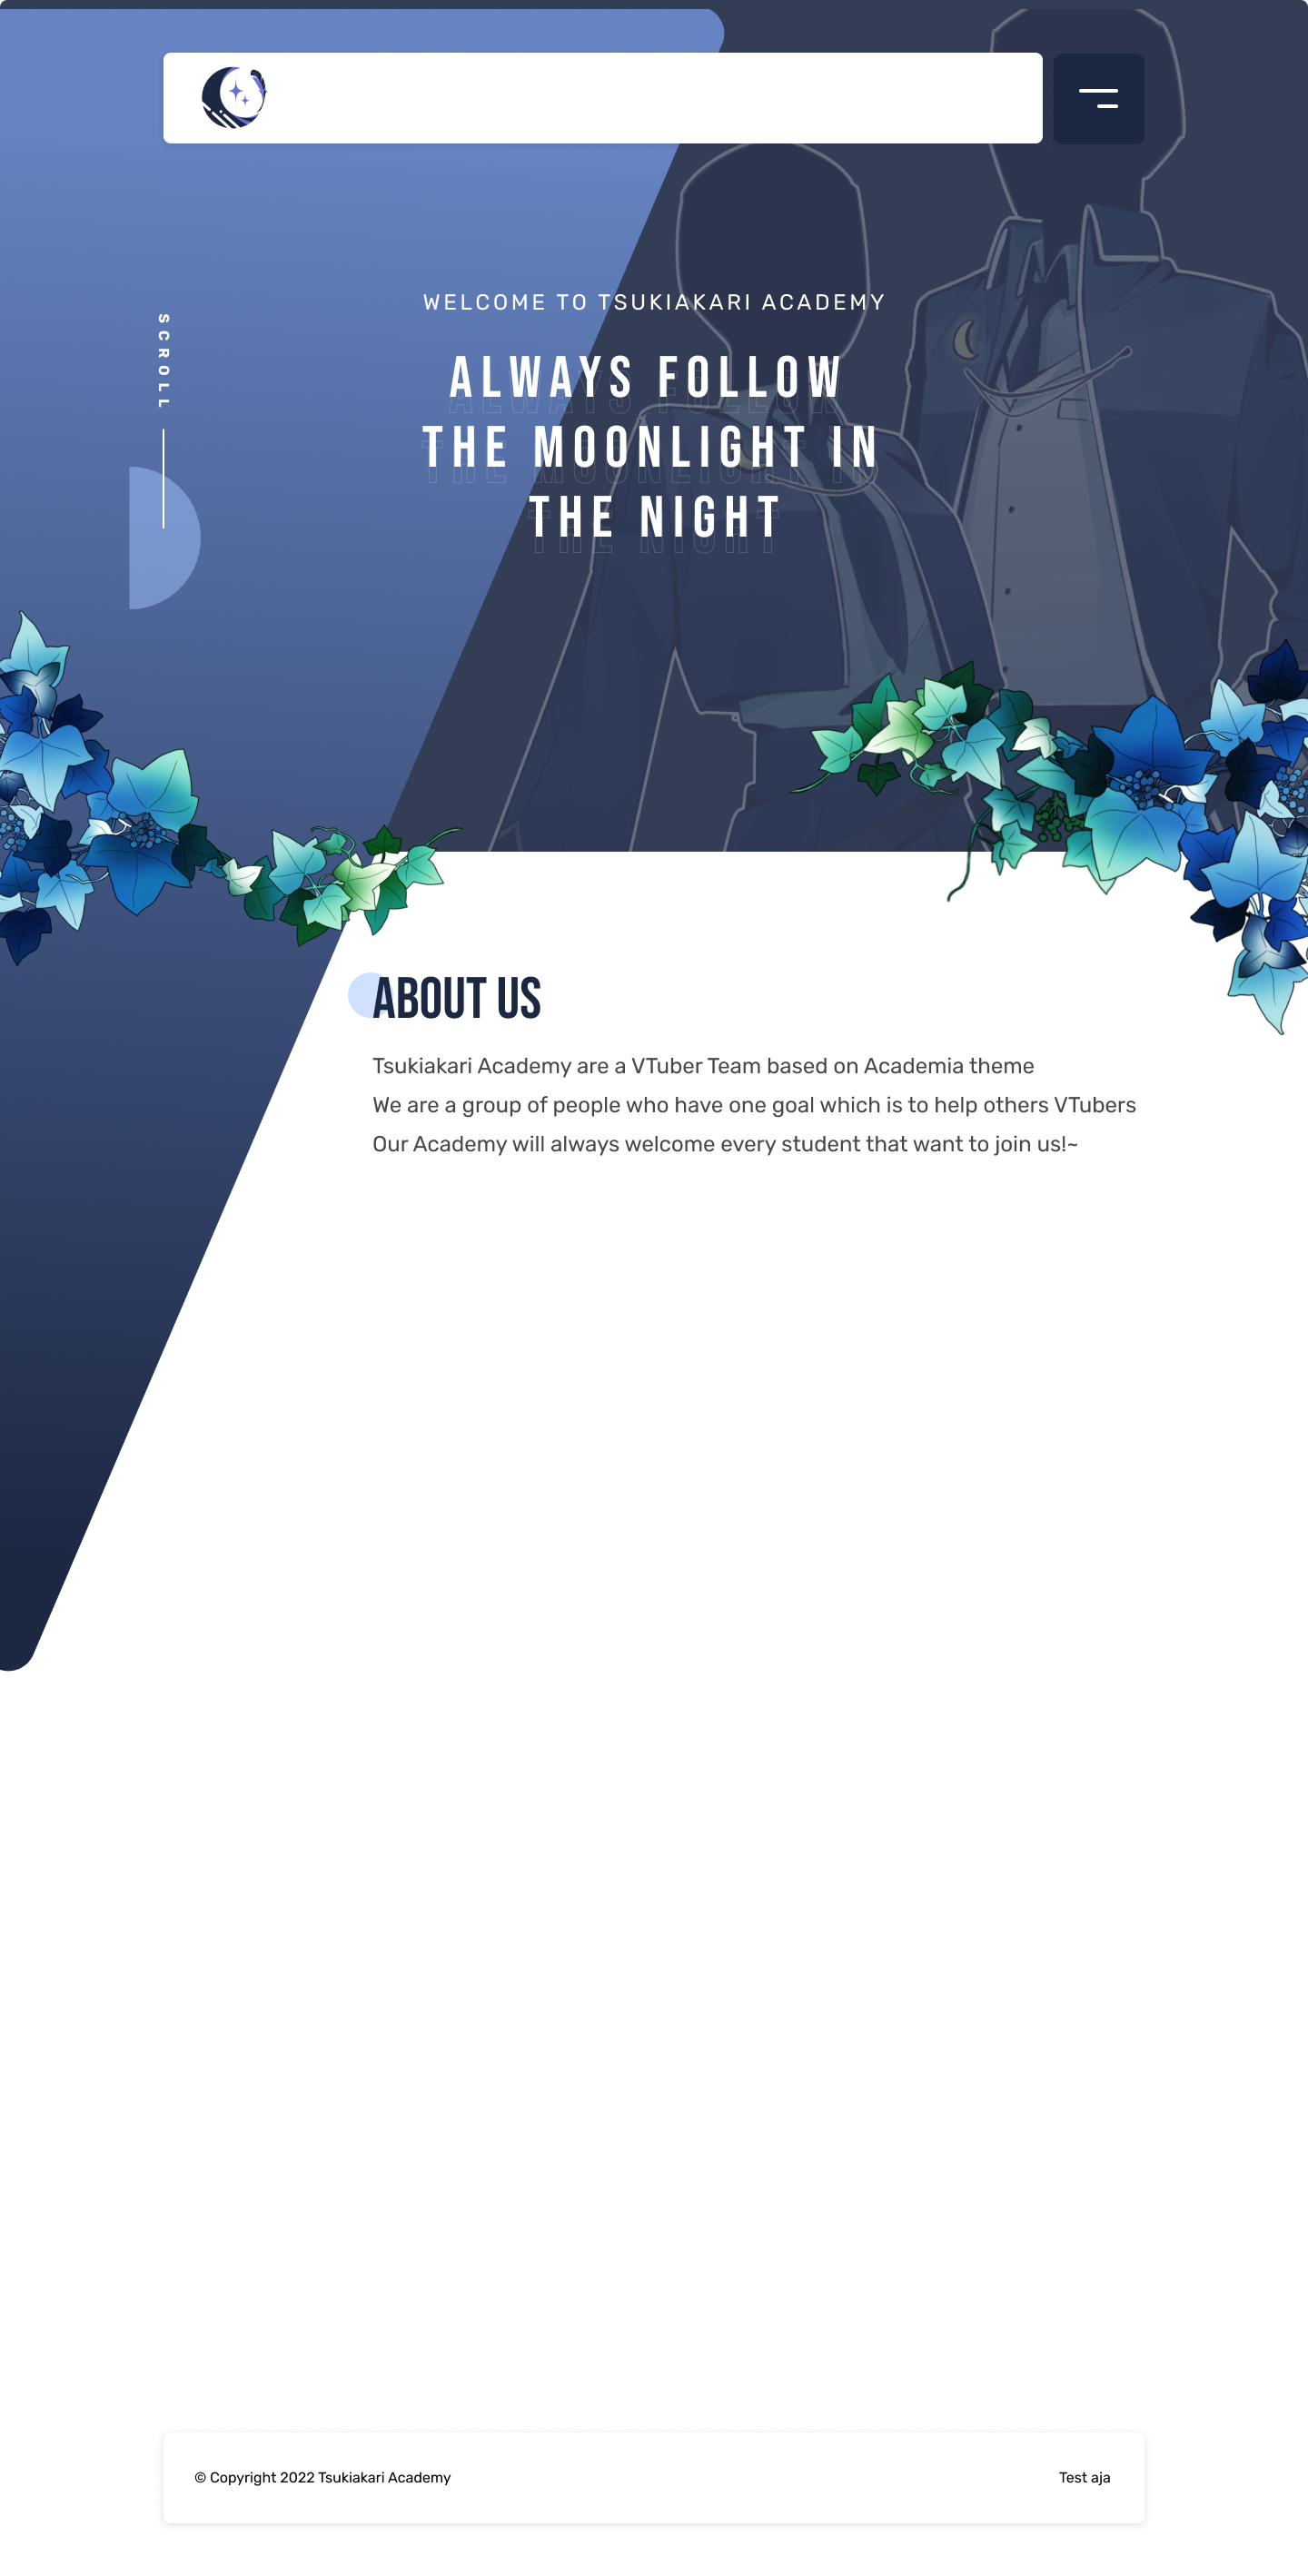 WELCOME TO TSUKIAKARI ACADEMY
SCROLL
ALWAYS FOLLOW
THE MOONLIGHT IN
THE NIGHT
ABOUT US
Tsukiakari Academy are a VTuber Team based on Academia theme
We are a group of people who have one goal which is to help others VTubers
Our Academy will always welcome every student that want to join us!~
© Copyright 2022 Tsukiakari Academy
Test aja